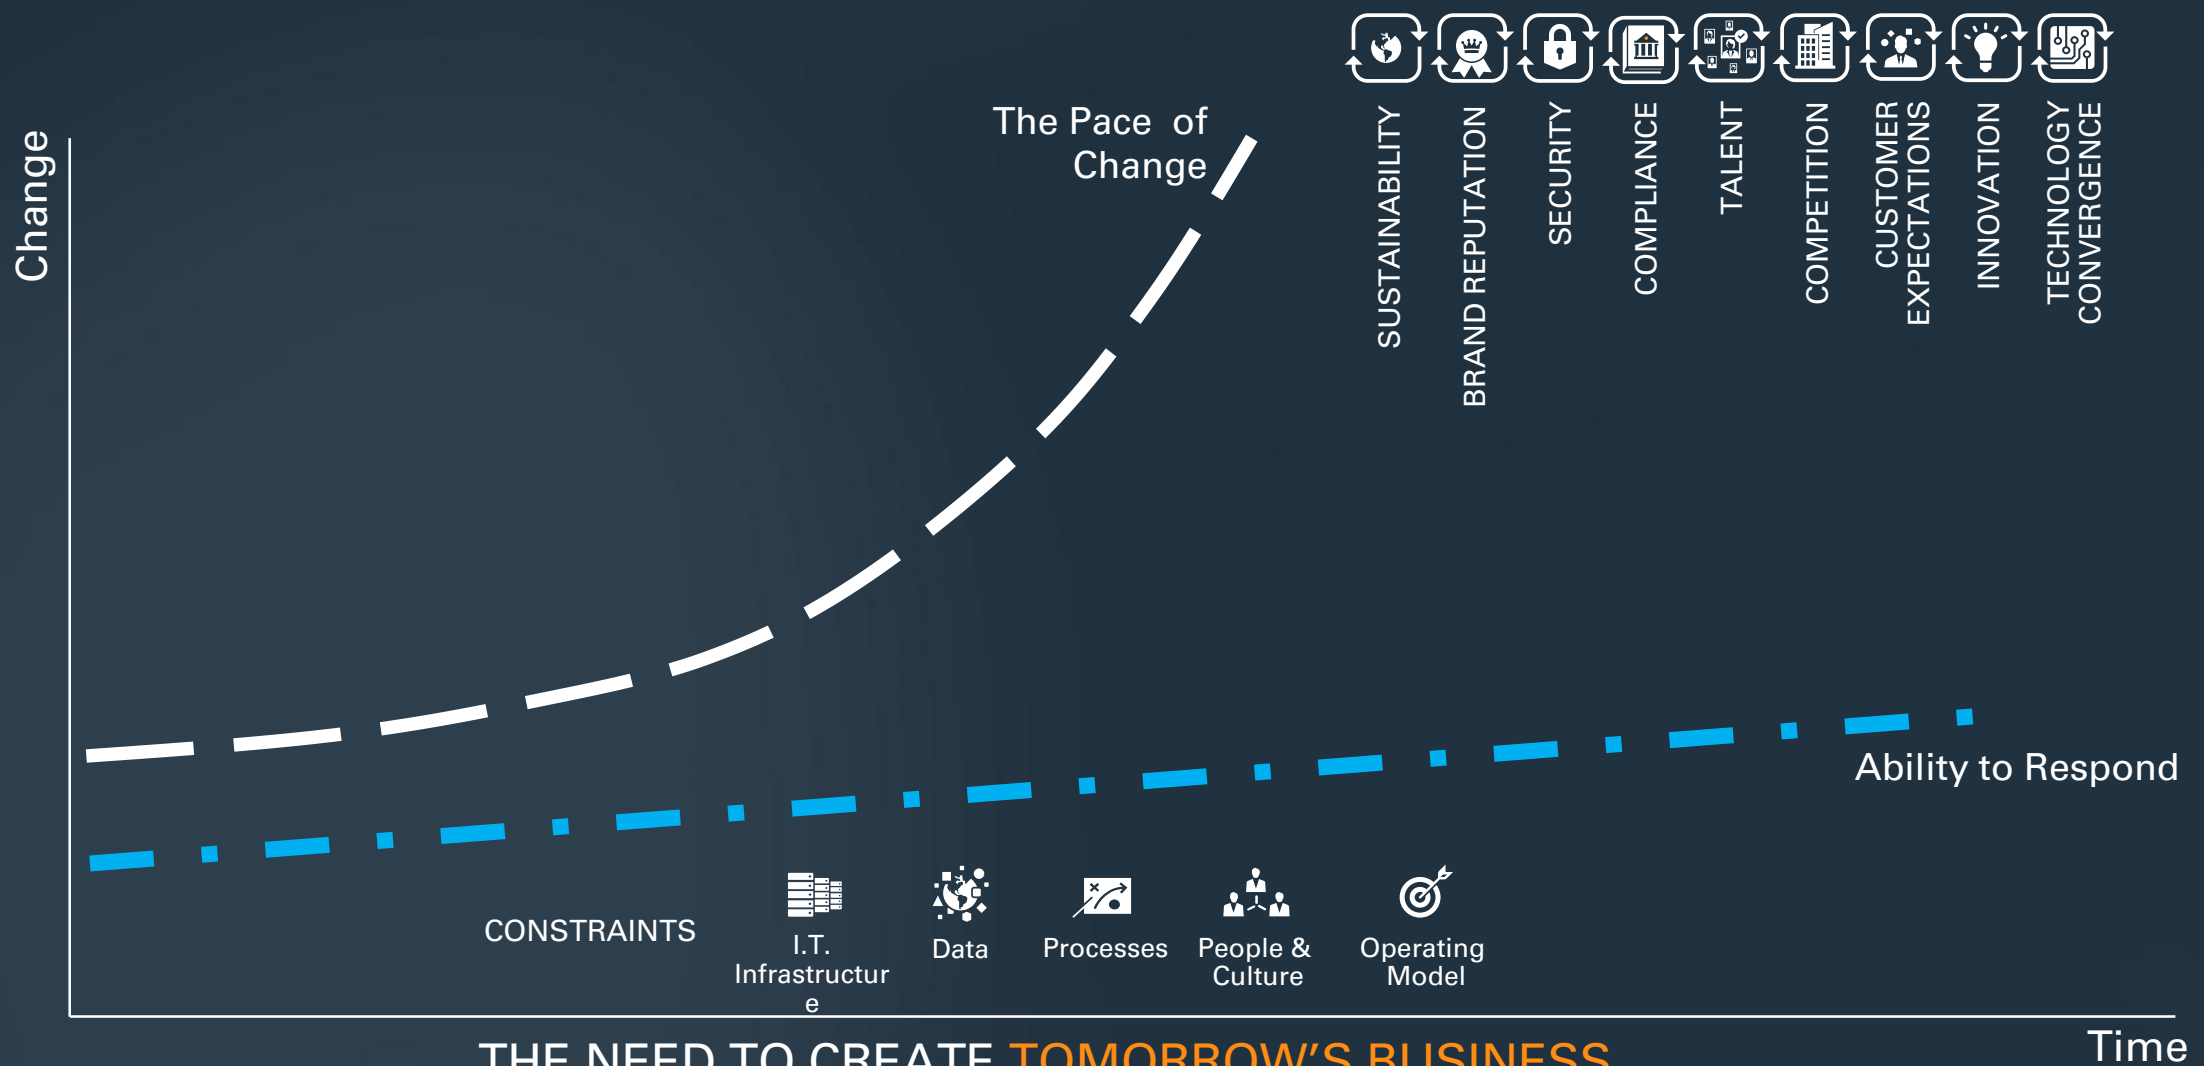 Change
The Pace of
Change
SUSTAINABILITY
BRAND REPUTATION
SECURITY
COMPLIANCE
TALENT
COMPETITION
CUSTOMER
EXPECTATIONS
INNOVATION
TECHNOLOGY
CONVERGENCE
Ability to Respond
CONSTRAINTS
I.T.
Infrastructur
e
Data
Processes
People &
Culture
Operating
Model
Time
THE NEED TO CREATE TOMORROW'S BUSINESS